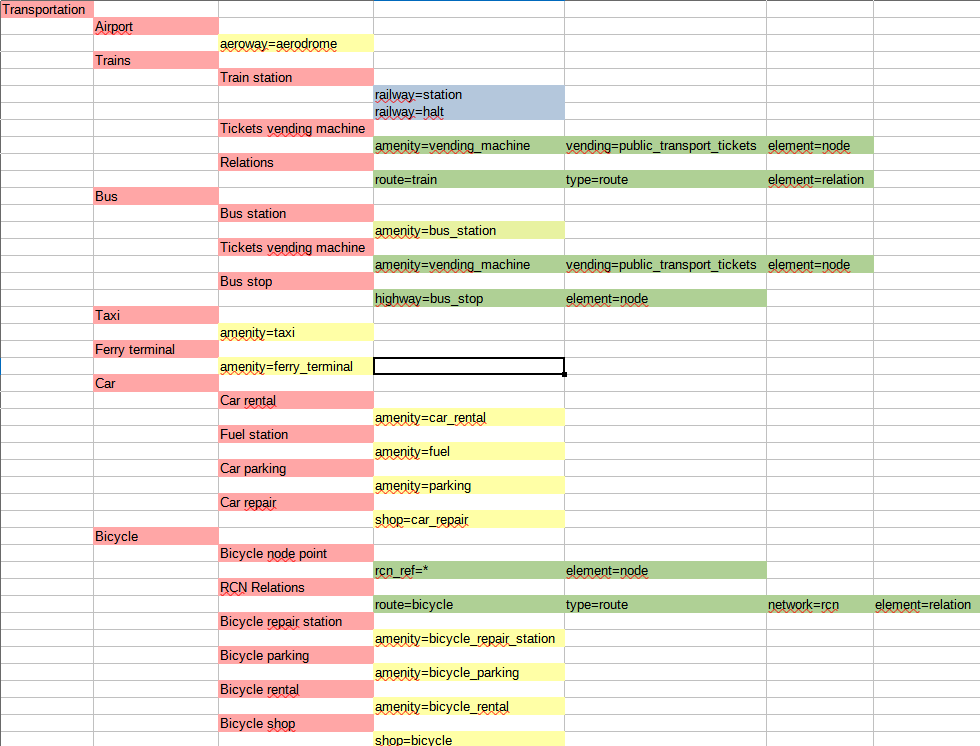 Transportation
Airport
aeroway=aerodrome
Trains
Train station
railway=station
railway=halt
Tickets vending machine
amenity=vending_machine vending=public_transport_tickets element=node
Relations
route=train type=route element=relation
Bus
Bus station
amenity=bus_station
Tickets vending machine
amenity=vending_machine vending=public_transport_tickets element=node
Bus stop
highway=bus_stop element=node
Taxi
amenity=taxi
Ferry terminal
amenity=ferry_terminal
Car
Car rental
amenity=car_rental
Fuel station
amenity=fuel
Car parking
amenity=parking
Car repair
shop=car_repair
Bicycle
Bicycle node point
rcn_ref=* element=node
RCN Relations
route=bicycle type=route network=rcn element=relation
Bicycle repair station
amenity=bicycle_repair_station
Bicycle parking
amenity=bicycle_parking
Bicycle rental
amenity=bicycle_rental
Bicycle shop
shop=bicycle